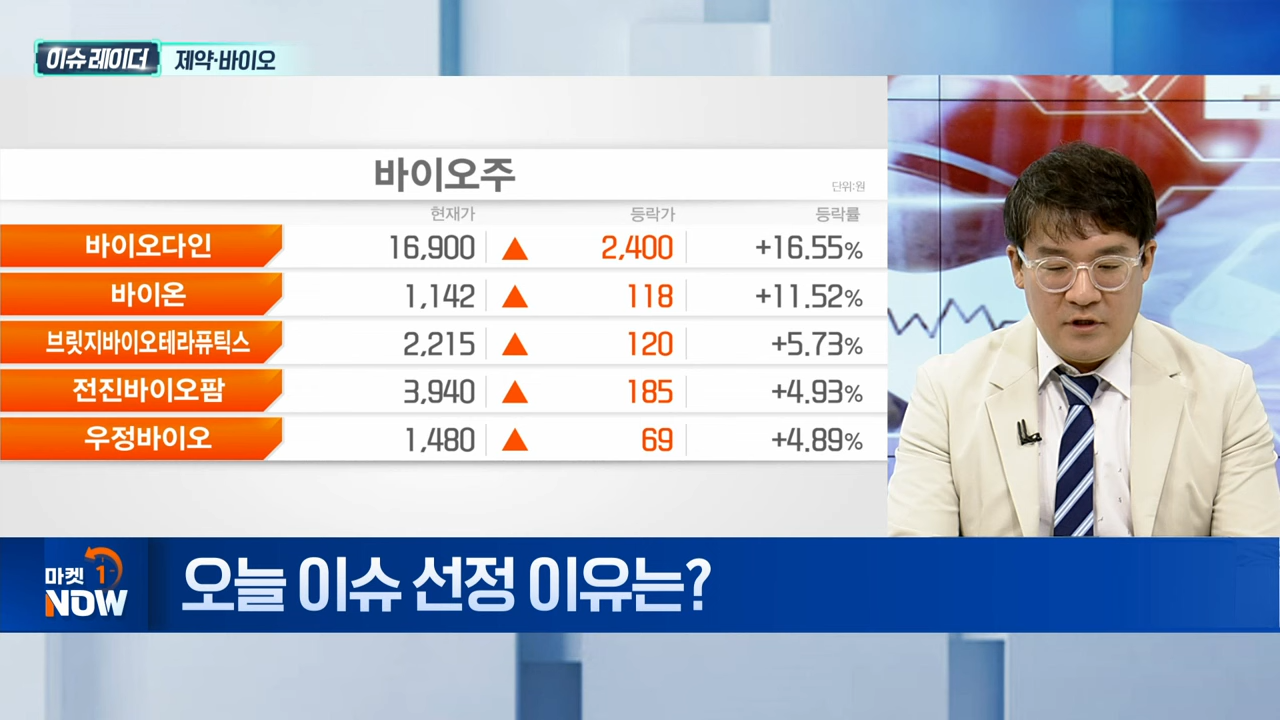 이슈 레이더 제약·바이오
바이오주
단위:원
현재가 등락가 등락률
바이오다인 16,900 ▲ 2,400 +16.55%
바이온 1,142 ▲ 118 +11.52%
브릿지바이오테라퓨틱스 2,215 ▲ 120 +5.73%
전진바이오팜 3,940 ▲ 185 +4.93%
우정바이오 1,480 ▲ 69 +4.89%
마켓 1
NOW
오늘 이슈 선정 이유는?